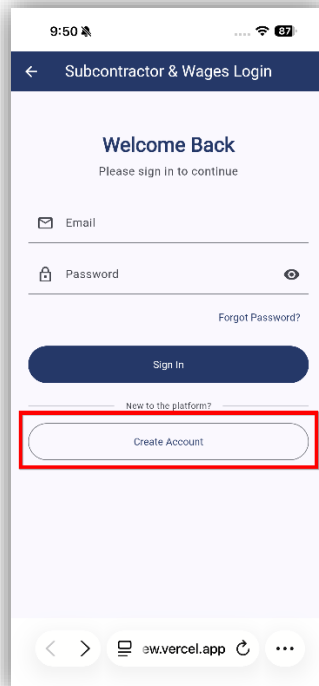 9:50
87
Subcontractor & Wages Login
Welcome Back
Please sign in to continue
Email
Password
Forgot Password?
Sign In
New to the platform?
Create Account
ew.vercel.app